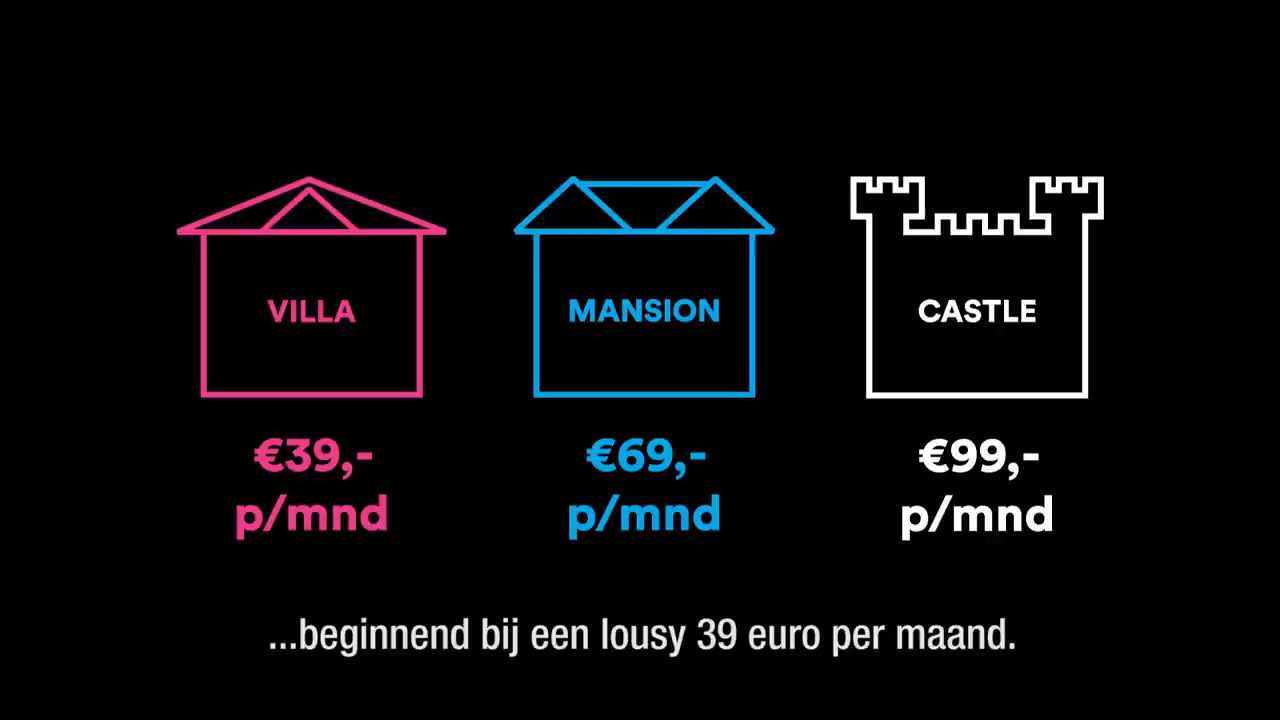 VILLA
MANSION
CASTLE
€39,-
p/mnd
€69,-
p/mnd
€99,-
p/mnd
...beginnend bij een lousy 39 euro per maand.